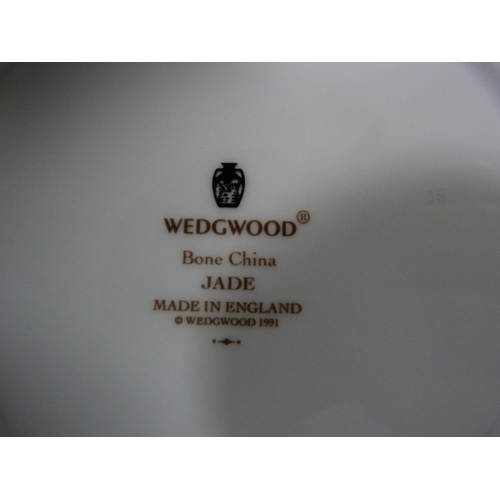 WEDGWOOD®
Bone China
JADE
MADE IN ENGLAND
© WEDGWOOD 1991